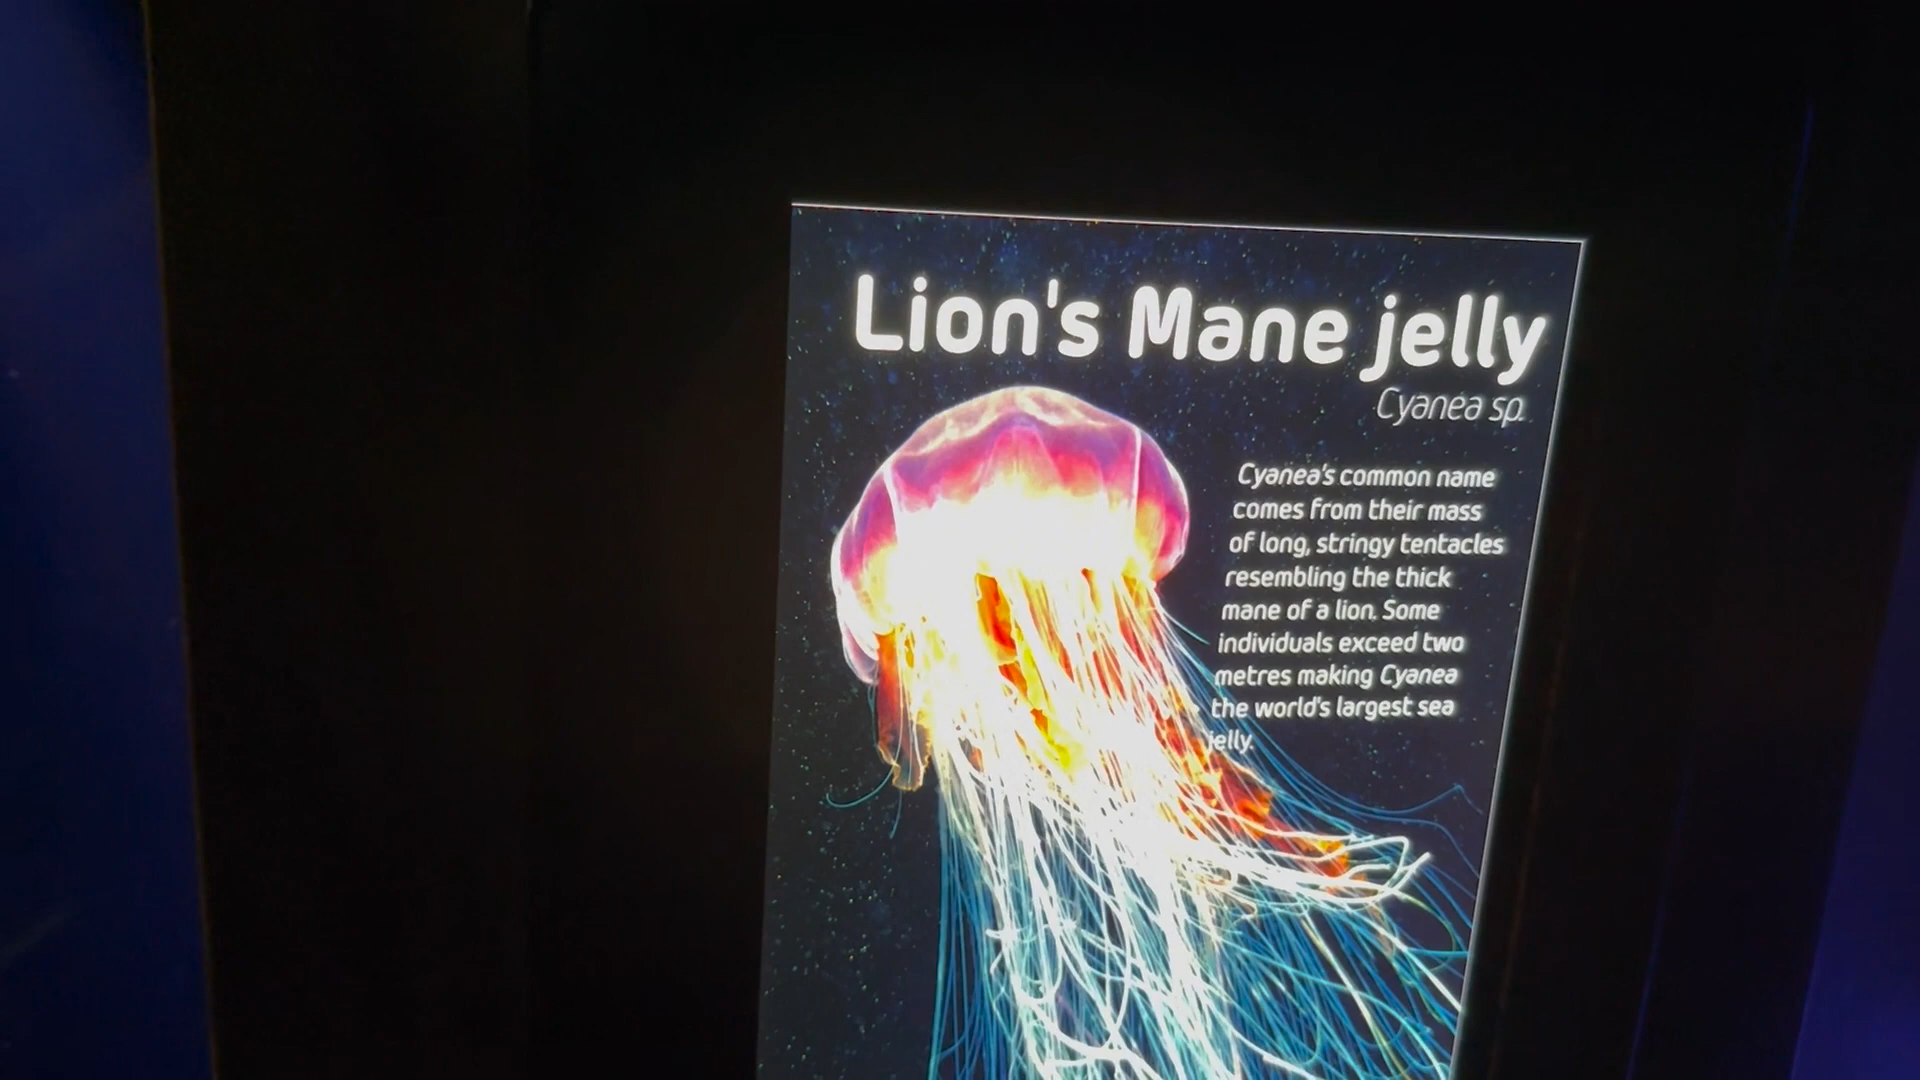 Lion's Mane jelly
Cyanea sp.
Cyanea's common name
comes from their mass
of long, stringy tentacles
resembling the thick
mane of a lion. Some
individuals exceed two
metres making Cyanea
the world's largest sea
jelly.